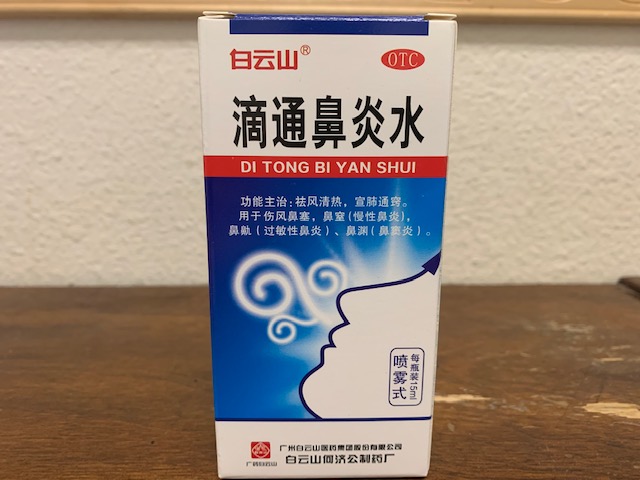 白云山®
OTC
滴通鼻炎水
DI TONG BI YAN SHUI
功能主治:祛风清热,宣肺通窍。
用于伤风鼻塞,鼻窒(慢性鼻炎),
鼻鼽(过敏性鼻炎)、鼻渊(鼻窦炎)。
每瓶装15ml
喷雾式
广州白云山医药集团股份有限公司
白云山何济公制药厂